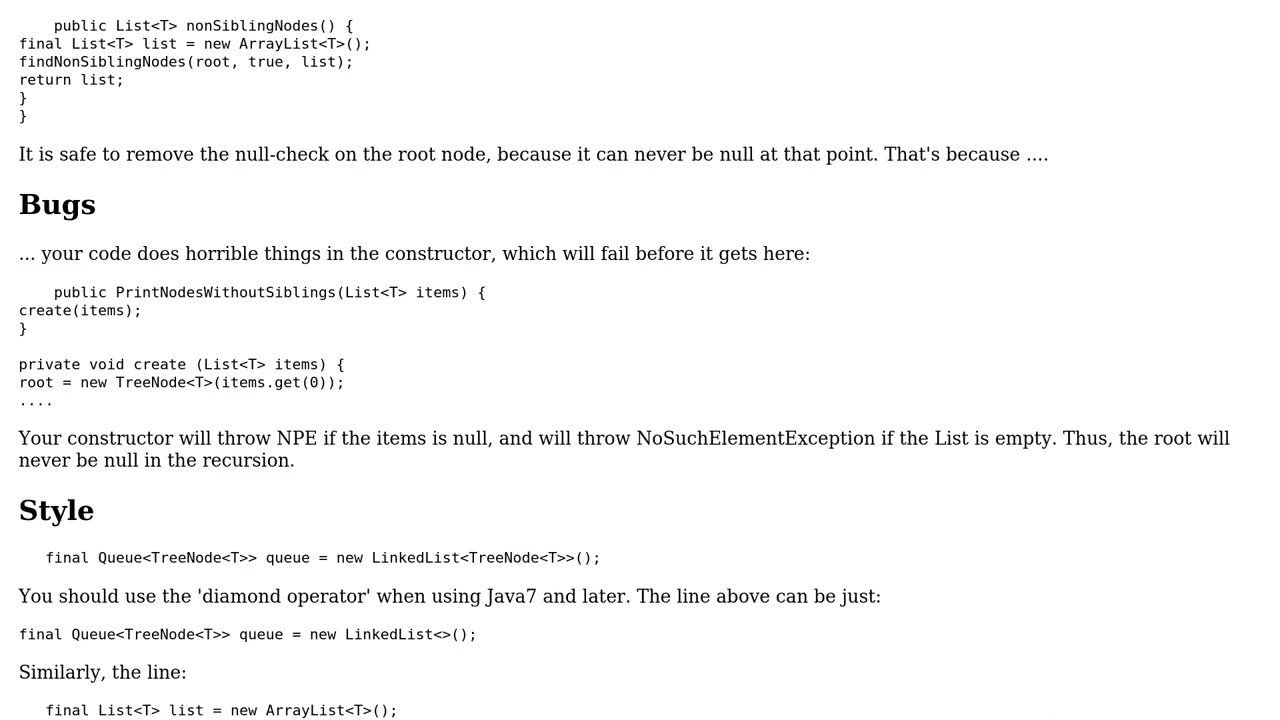 public List<T> nonSiblingNodes() {
final List<T> list = new ArrayList<T>();
findNonSiblingNodes(root, true, list);
return list;
}
}
It is safe to remove the null-check on the root node, because it can never be null at that point. That's because ....
Bugs
... your code does horrible things in the constructor, which will fail before it gets here:
public PrintNodesWithoutSiblings(List<T> items) {
create(items);
}
private void create (List<T> items) {
root = new TreeNode<T>(items.get(0));
....
Your constructor will throw NPE if the items is null, and will throw NoSuchElementException if the List is empty. Thus, the root will
never be null in the recursion.
Style
final Queue<TreeNode<T>> queue = new LinkedList<TreeNode<T>>();
You should use the 'diamond operator' when using Java7 and later. The line above can be just:
final Queue<TreeNode<T>> queue = new LinkedList<>();
Similarly, the line:
final List<T> list = new ArrayList<T>();